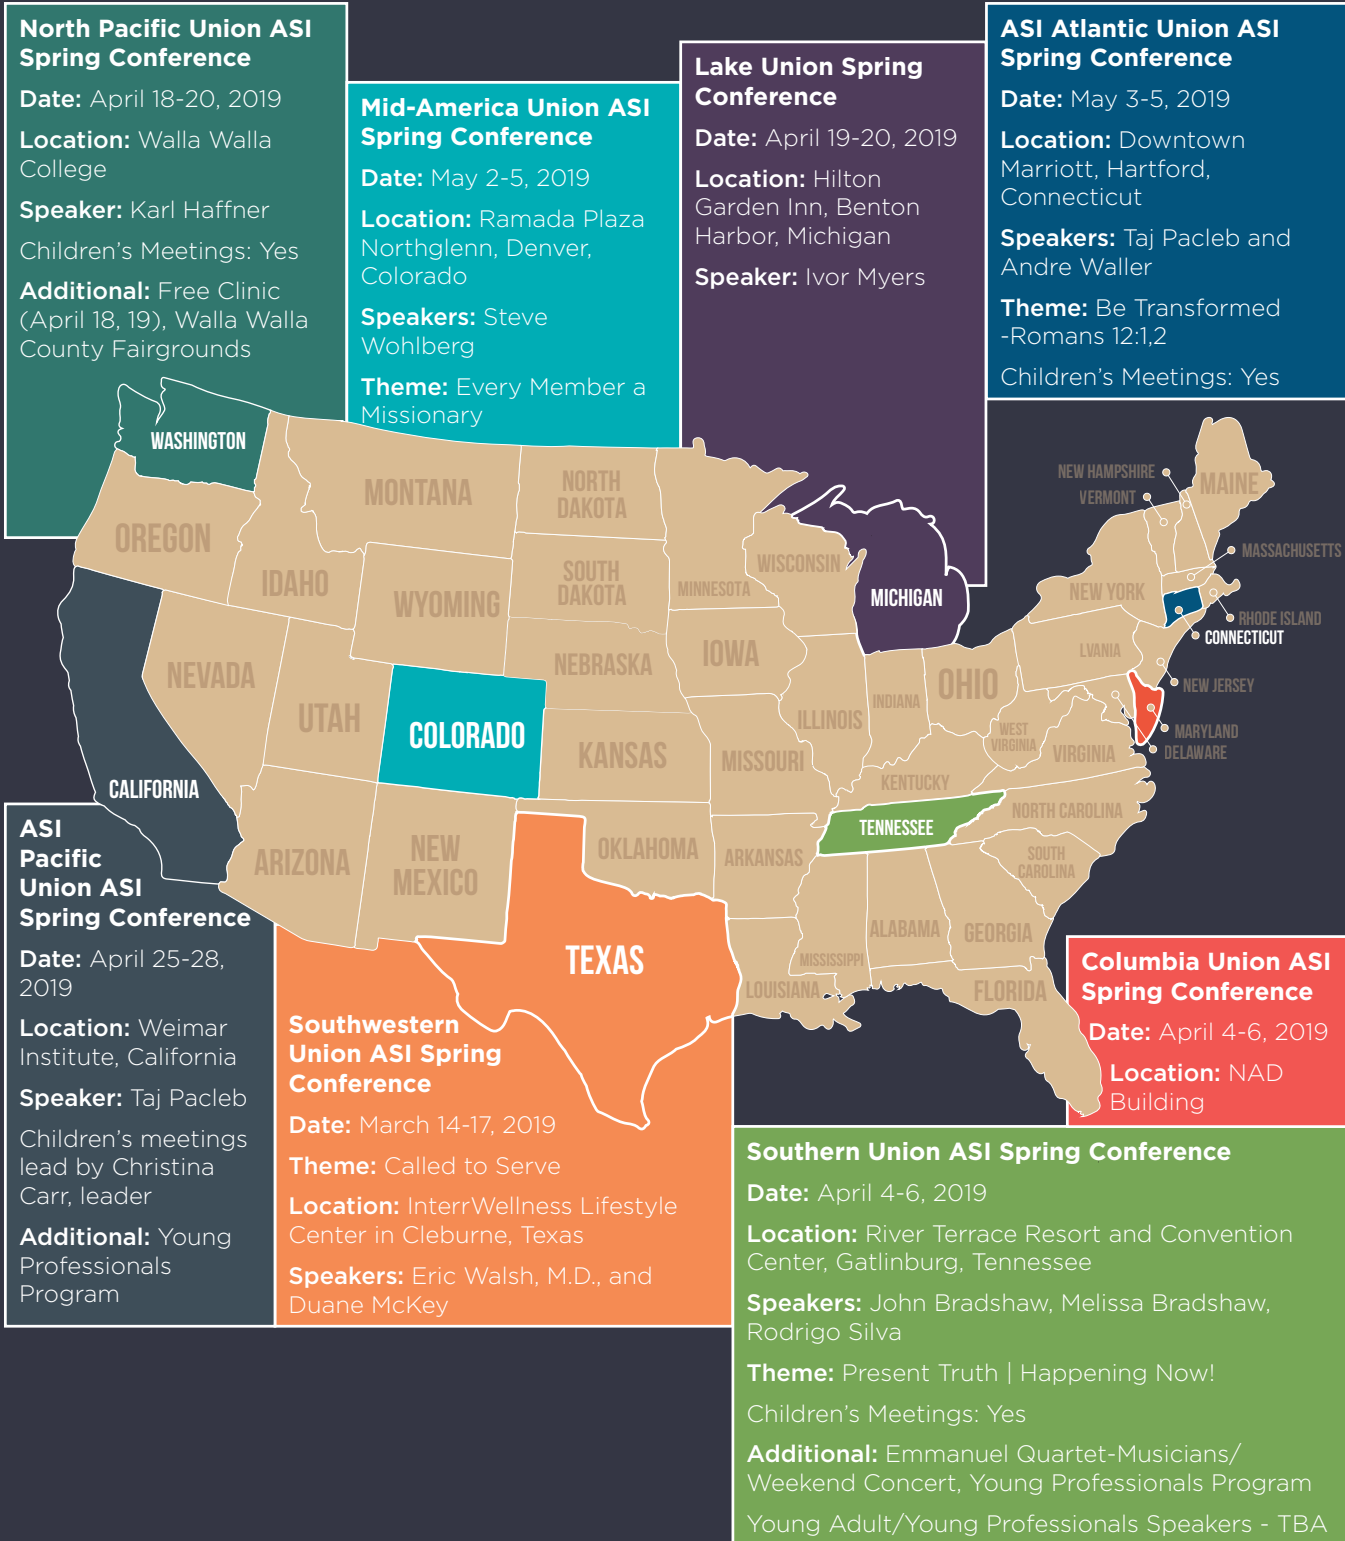 North Pacific Union ASI
Spring Conference
Date: April 18-20, 2019
Location: Walla Walla
College
Speaker: Karl Haffner
Children's Meetings: Yes
Additional: Free Clinic
(April 18, 19), Walla Walla
County Fairgrounds
Mid-America Union ASI
Spring Conference
Date: May 2-5, 2019
Location: Ramada Plaza
Northglenn, Denver,
Colorado
Speakers: Steve
Wohlberg
Theme: Every Member a
Missionary
Lake Union Spring
Conference
Date: April 19-20, 2019
Location: Hilton
Garden Inn, Benton
Harbor, Michigan
Speaker: Ivor Myers
ASI Atlantic Union ASI
Spring Conference
Date: May 3-5, 2019
Location: Downtown
Marriott, Hartford,
Connecticut
Speakers: Taj Pacleb and
Andre Waller
Theme: Be Transformed
-Romans 12:1,2
Children's Meetings: Yes
WASHINGTON
OREGON
MONTANA
IDAHO
WYOMING
NORTH
DAKOTA
SOUTH
DAKOTA
MINNESOTA
WISCONSIN
MICHIGAN
NEW HAMPSHIRE
VERMONT
MAINE
MASSACHUSETTS
NEW YORK
RHODE ISLAND
CONNECTICUT
LVANIA
NEW JERSEY
MARYLAND
DELAWARE
NEVADA
UTAH
COLORADO
NEBRASKA
IOWA
KANSAS
MISSOURI
ILLINOIS
INDIANA
OHIO
WEST
VIRGINIA
VIRGINIA
KENTUCKY
CALIFORNIA
ARIZONA
NEW
MEXICO
OKLAHOMA
ARKANSAS
TENNESSEE
NORTH CAROLINA
SOUTH
CAROLINA
TEXAS
LOUISIANA
MISSISSIPPI
ALABAMA
GEORGIA
FLORIDA
ASI
Pacific
Union ASI
Spring Conference
Date: April 25-28,
2019
Location: Weimar
Institute, California
Speaker: Taj Pacleb
Children's meetings
lead by Christina
Carr, leader
Additional: Young
Professionals
Program
Southwestern
Union ASI Spring
Conference
Date: March 14-17, 2019
Theme: Called to Serve
Location: InterrWellness Lifestyle
Center in Cleburne, Texas
Speakers: Eric Walsh, M.D., and
Duane McKey
Columbia Union ASI
Spring Conference
Date: April 4-6, 2019
Location: NAD
Building
Southern Union ASI Spring Conference
Date: April 4-6, 2019
Location: River Terrace Resort and Convention
Center, Gatlinburg, Tennessee
Speakers: John Bradshaw, Melissa Bradshaw,
Rodrigo Silva
Theme: Present Truth | Happening Now!
Children's Meetings: Yes
Additional: Emmanuel Quartet-Musicians/
Weekend Concert, Young Professionals Program
Young Adult/Young Professionals Speakers - TBA